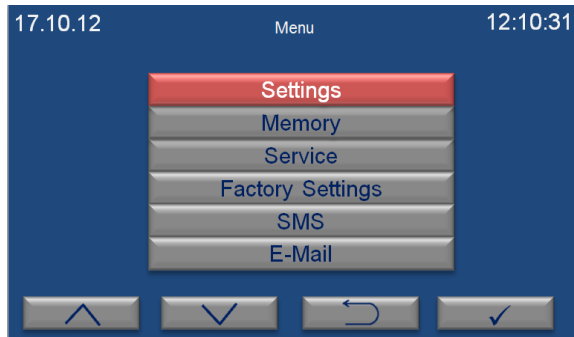 17.10.12 Menu 12:10:31
Settings
Memory
Service
Factory Settings
SMS
E-Mail